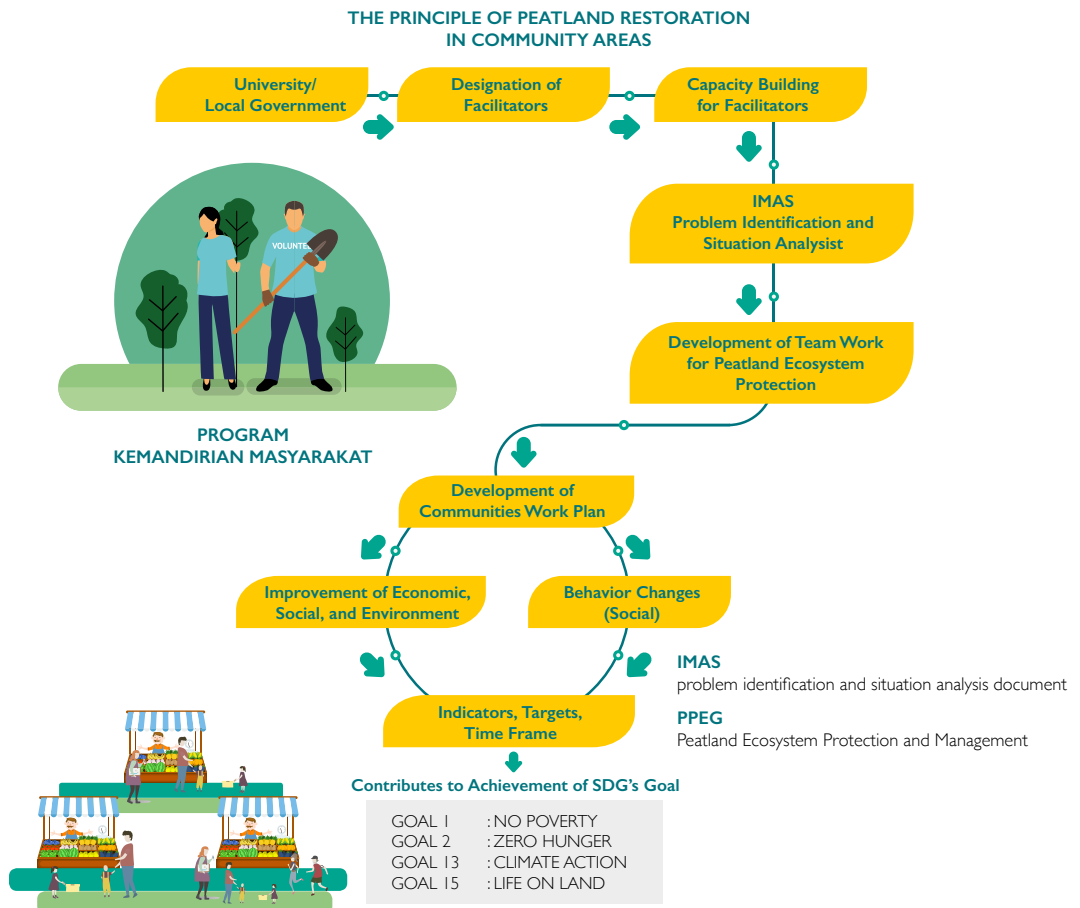 THE PRINCIPLE OF PEATLAND RESTORATION
IN COMMUNITY AREAS
University/
Local Government
Designation of
Facilitators
Capacity Building
for Facilitators
IMAS
Problem Identification and
Situation Analysist
VOLUNTEE
Development of Team Work
for Peatland Ecosystem
Protection
PROGRAM
KEMANDIRIAN MASYARAKAT
Development of
Communities Work Plan
Improvement of Economic,
Social, and Environment
Behavior Changes
(Social)
IMAS
problem identification and situation analysis document
PPEG
Peatland Ecosystem Protection and Management
Indicators, Targets,
Time Frame
Contributes to Achievement of SDG's Goal
GOAL 1 : NO POVERTY
GOAL 2 : ZERO HUNGER
GOAL 13 : CLIMATE ACTION
GOAL 15 : LIFE ON LAND